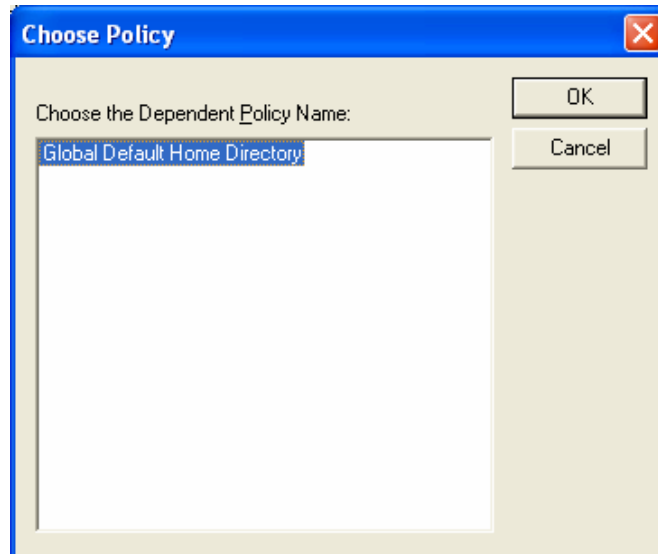 Choose Policy
Choose the Dependent Policy Name:
Global Default Home Directory
OK
Cancel